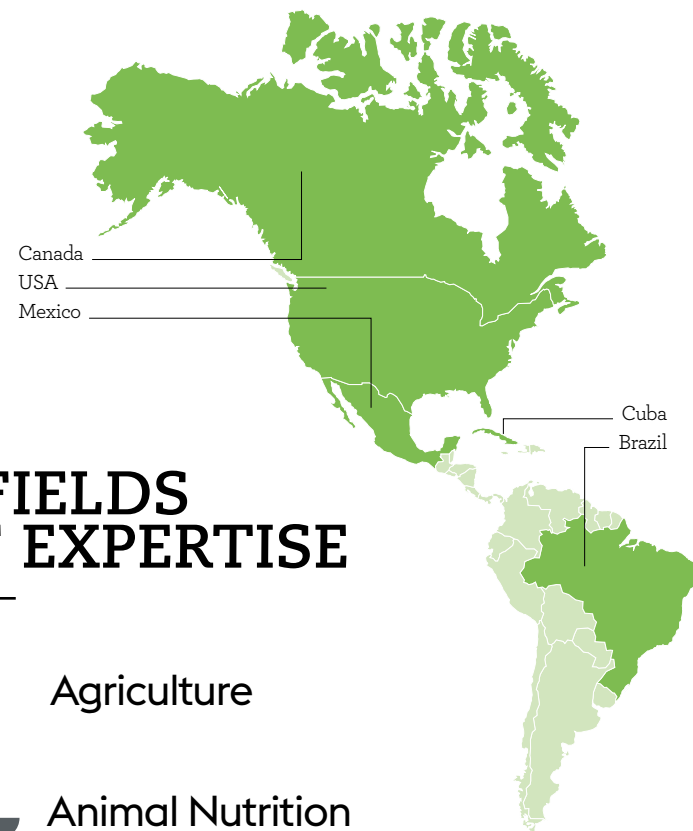 Canada
USA
Mexico
Cuba
Brazil
FIELDS
EXPERTISE
Agriculture
Animal Nutrition